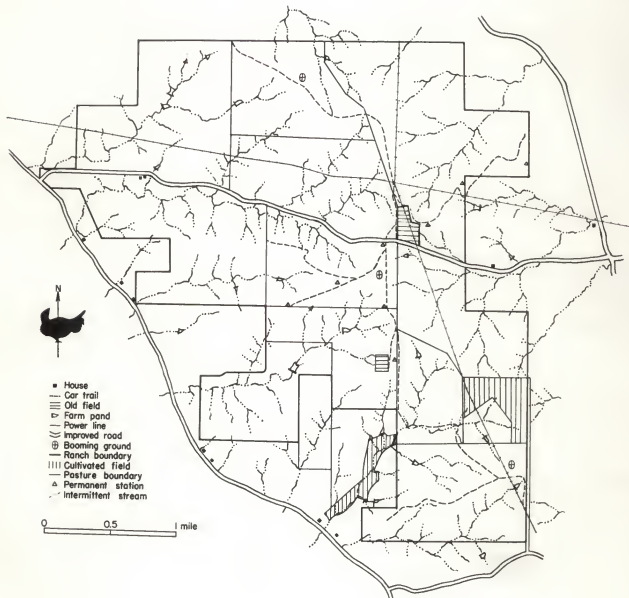 N
House
Car trail
Old field
Farm pond
Power line
Improved road
Booming ground
Ranch boundary
Cultivated field
Pasture boundary
Permanent station
Intermittent stream
0 0.5 1 mile